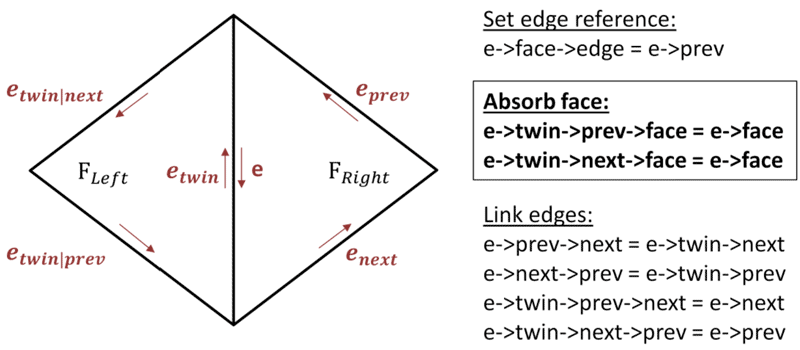 e_{twin|next}
e_{prev}
F_{Left}
e_{twin}
e
F_{Right}
e_{twin|prev}
e_{next}
Set edge reference:
e->face->edge = e->prev
Absorb face:
e->twin->prev->face = e->face
e->twin->next->face = e->face
Link edges:
e->prev->next = e->twin->next
e->next->prev = e->twin->prev
e->twin->prev->next = e->next
e->twin->next->prev = e->prev